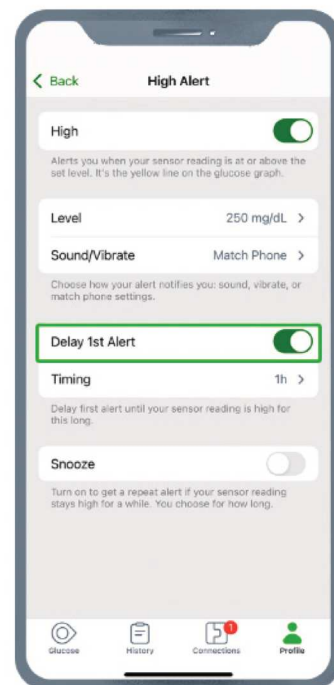 Back
High Alert
High
Alerts you when your sensor reading is at or above the
set level. It's the yellow line on the glucose graph.
Level 250 mg/dL
Sound/Vibrate Match Phone
Choose how your alert notifies you: sound, vibrate, or
match phone settings.
Delay 1st Alert
Timing 1h
Delay first alert until your sensor reading is high for
this long.
Snooze
Turn on to get a repeat alert if your sensor reading
stays high for a while. You choose for how long.
1
Glucose History Connections Profile